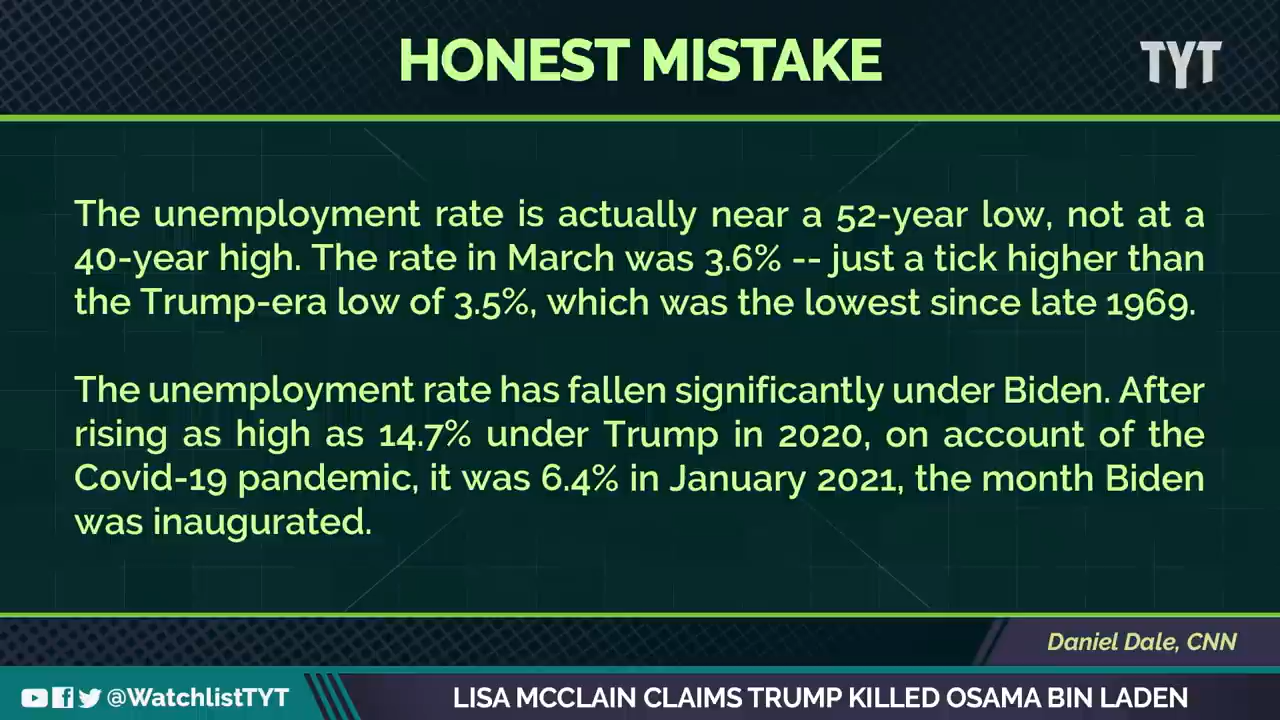 HONEST MISTAKE
TYT
The unemployment rate is actually near a 52-year low, not at a
40-year high. The rate in March was 3.6% -- just a tick higher than
the Trump-era low of 3.5%, which was the lowest since late 1969.
The unemployment rate has fallen significantly under Biden. After
rising as high as 14.7% under Trump in 2020, on account of the
Covid-19 pandemic, it was 6.4% in January 2021, the month Biden
was inaugurated.
Daniel Dale, CNN
@WatchlistTYT
LISA MCCLAIN CLAIMS TRUMP KILLED OSAMA BIN LADEN